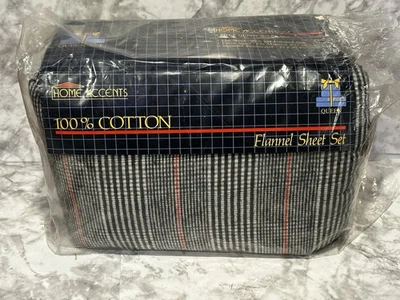 HOME ACCENTS
QUEEN
100% COTTON
Flannel Sheet Set